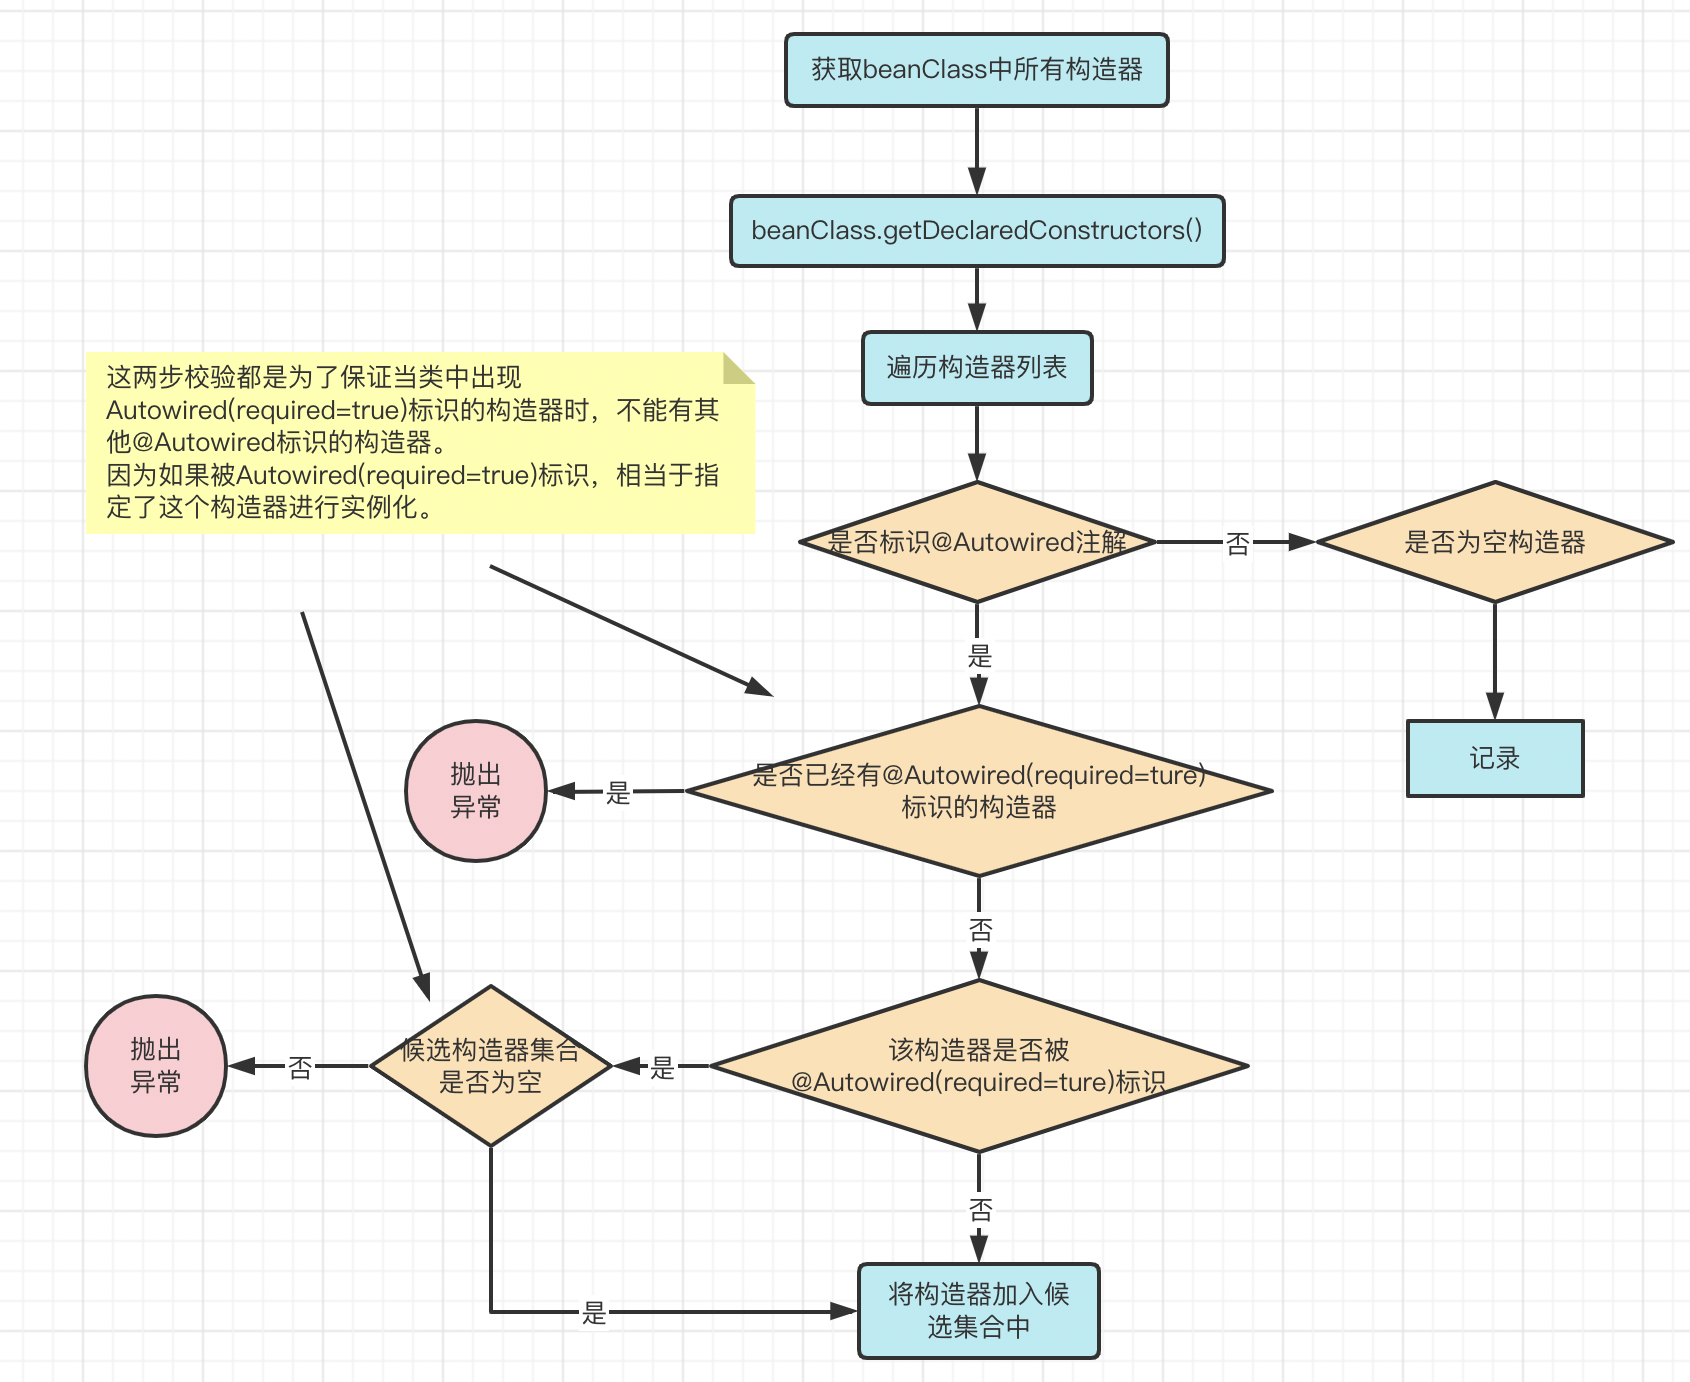 获取beanClass中所有构造器
beanClass.getDeclaredConstructors()
遍历构造器列表
这两步校验都是为了保证当类中出现
Autowired(required=true)标识的构造器时，不能有其
他@Autowired标识的构造器。
因为如果被Autowired(required=true)标识，相当于指
定了这个构造器进行实例化。
是否标识@Autowired注解
否
是否为空构造器
是
记录
是否已经有@Autowired(required=ture)
标识的构造器
是
抛出
异常
否
该构造器是否被
@Autowired(required=ture)标识
是
候选构造器集合
是否为空
否
抛出
异常
否
是
将构造器加入候
选集合中